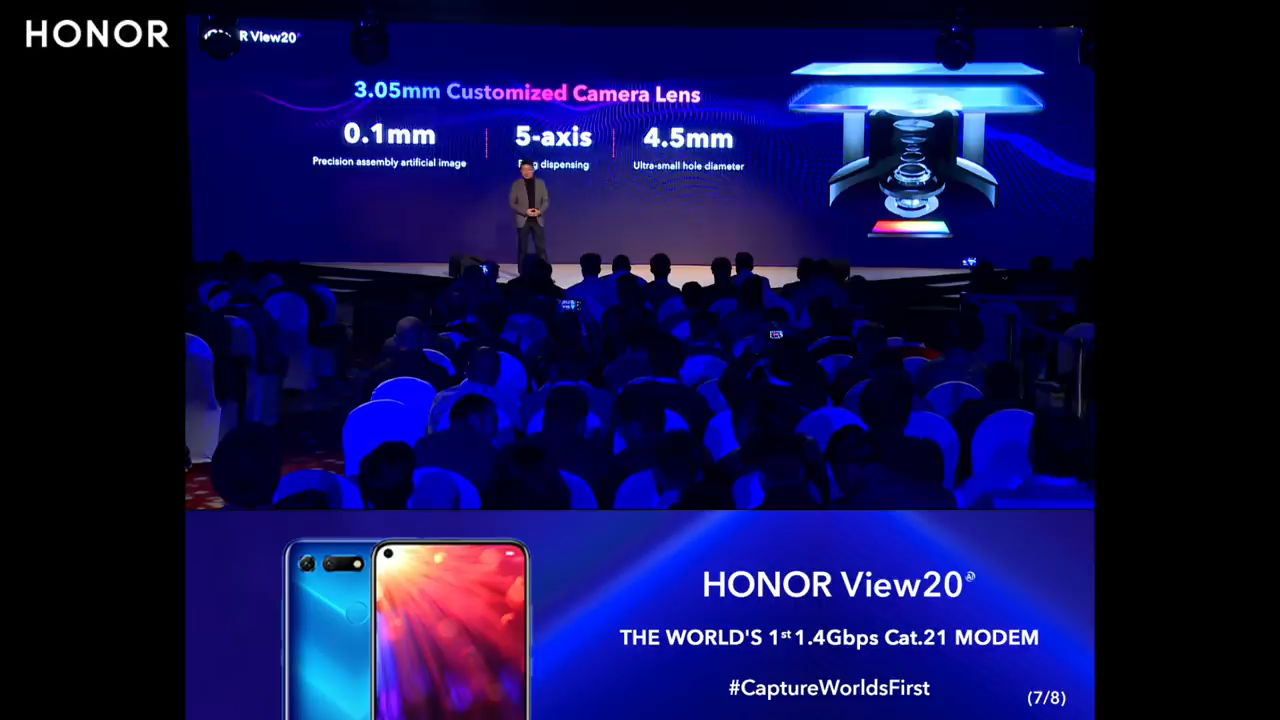 HONOR
R View20
3.05mm Customized Camera Lens
0.1mm
Precision assembly artificial image
5-axis
dispensing
4.5mm
Ultra-small hole diameter
HONOR View20
THE WORLD'S 1st 1.4Gbps Cat.21 MODEM
#CaptureWorldsFirst
(7/8)